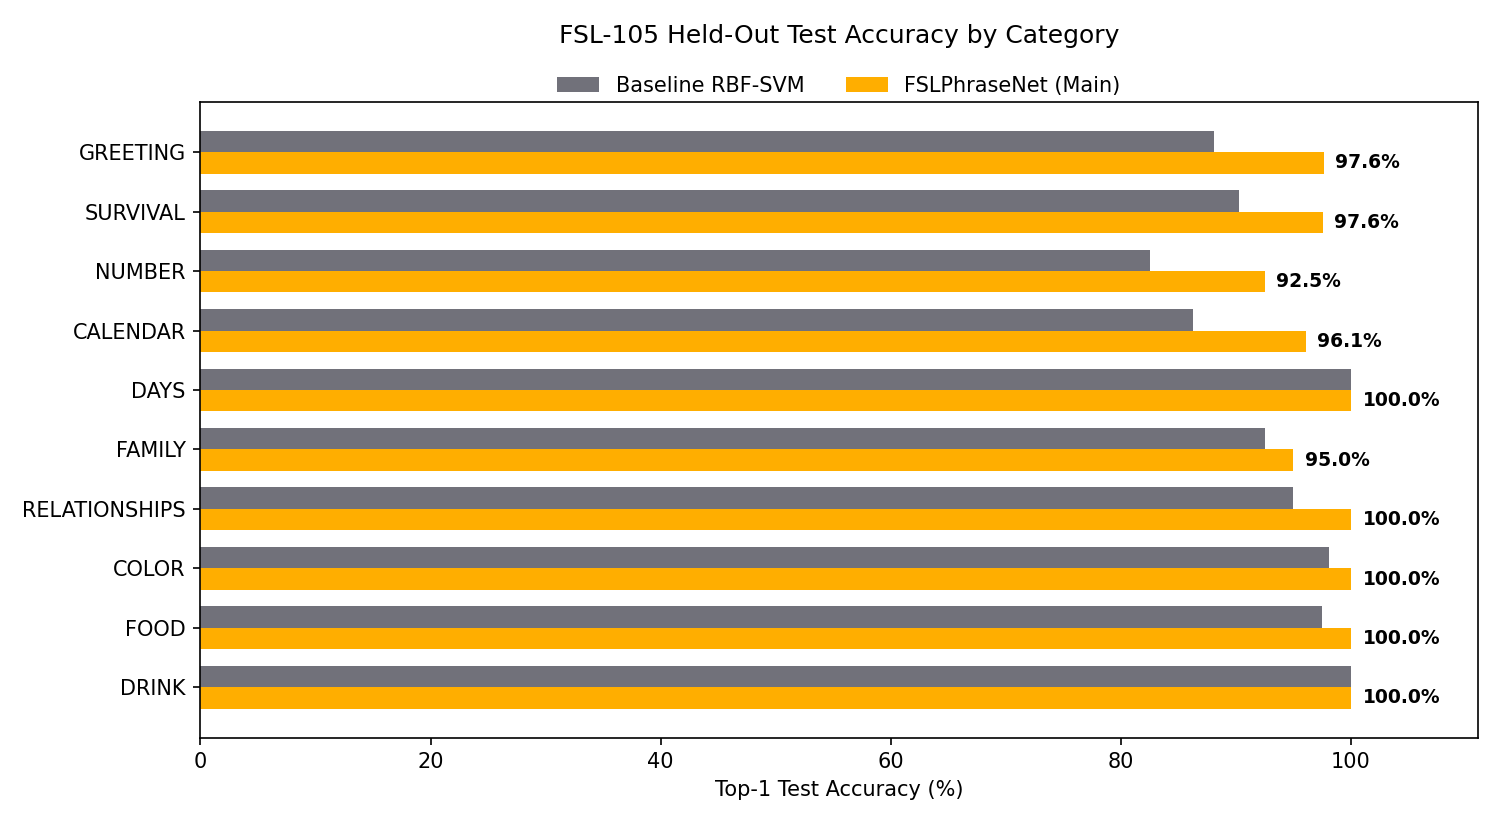 FSL-105 Held-Out Test Accuracy by Category
Baseline RBF-SVM
FSLPhraseNet (Main)
GREETING
97.6%
SURVIVAL
97.6%
NUMBER
92.5%
CALENDAR
96.1%
DAYS
100.0%
FAMILY
95.0%
RELATIONSHIPS
100.0%
COLOR
100.0%
FOOD
100.0%
DRINK
100.0%
0 20 40 60 80 100
Top-1 Test Accuracy (%)